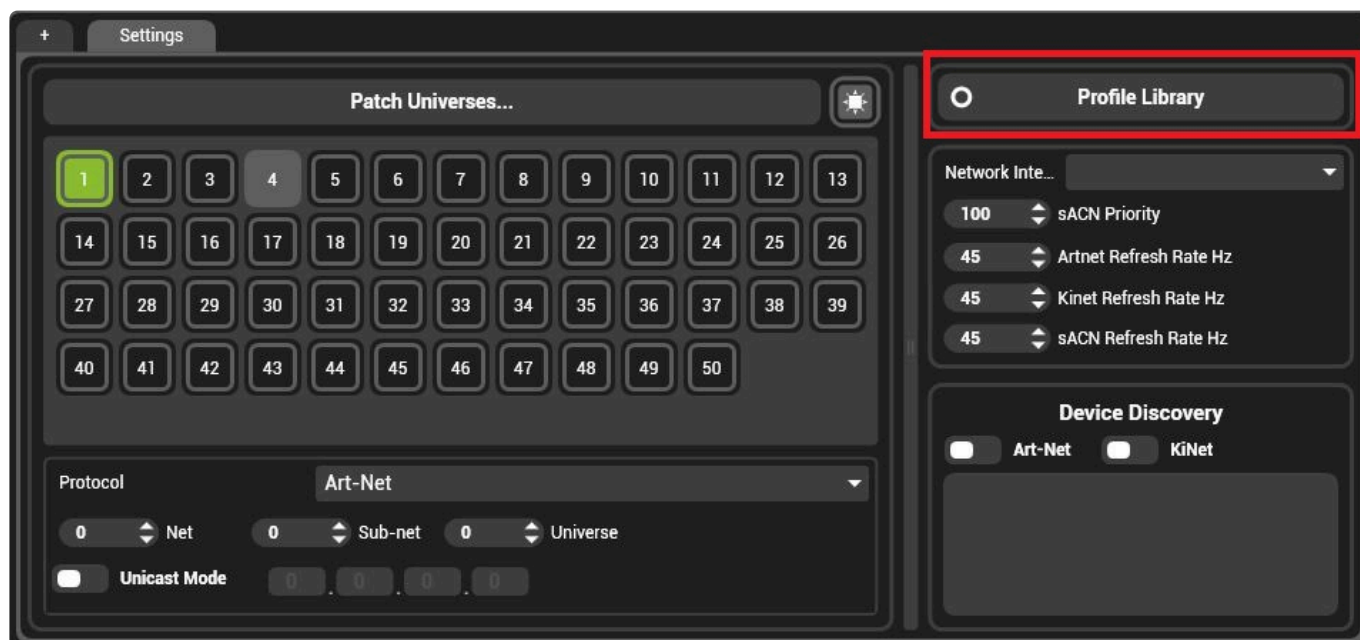 + Settings
Patch Universes...
1 2 3 4 5 6 7 8 9 10 11 12 13
14 15 16 17 18 19 20 21 22 23 24 25 26
27 28 29 30 31 32 33 34 35 36 37 38 39
40 41 42 43 44 45 46 47 48 49 50
Protocol Art-Net
0 Net 0 Sub-net 0 Universe
Unicast Mode 0 . 0 . 0 . 0
Profile Library
Network Inte...
100 sACN Priority
45 Artnet Refresh Rate Hz
45 Kinet Refresh Rate Hz
45 sACN Refresh Rate Hz
Device Discovery
Art-Net KiNet